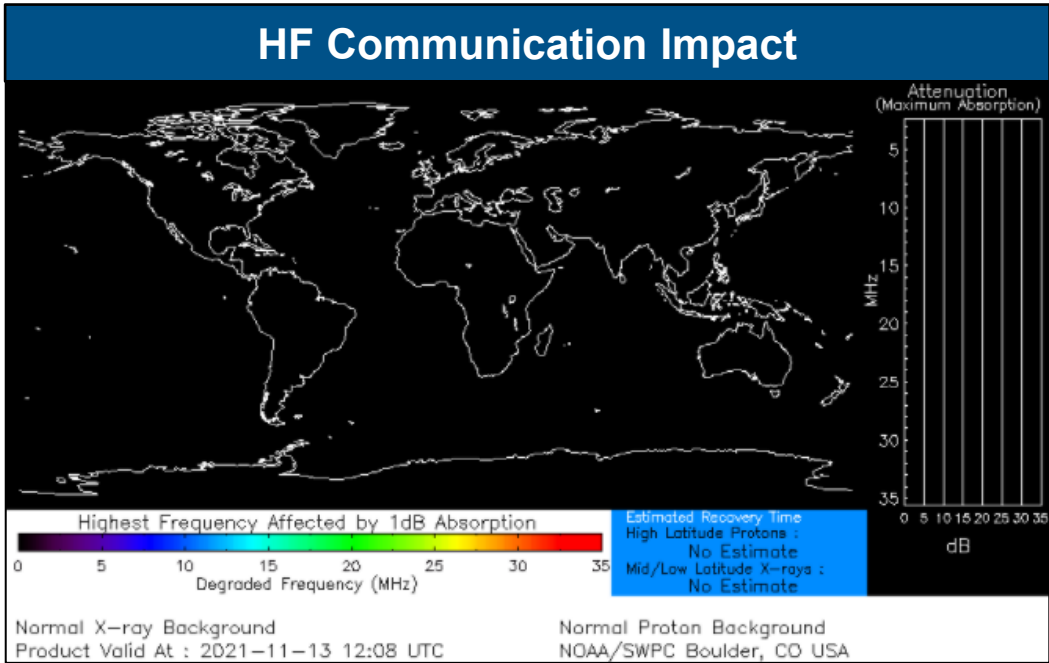 HF Communication Impact
Attenuation
(Maximum Absorption)
5
10
15
20
25
30
35
MHz
0 5 10 15 20 25 30 35
dB
Highest Frequency Affected by 1dB Absorption
0 5 10 15 20 25 30 35
Degraded Frequency (MHz)
Estimated Recovery Time
High Latitude Protons :
No Estimate
Mid/Low Latitude X-rays :
No Estimate
Normal X-ray Background
Product Valid At : 2021-11-13 12:08 UTC
Normal Proton Background
NOAA/SWPC Boulder, CO USA